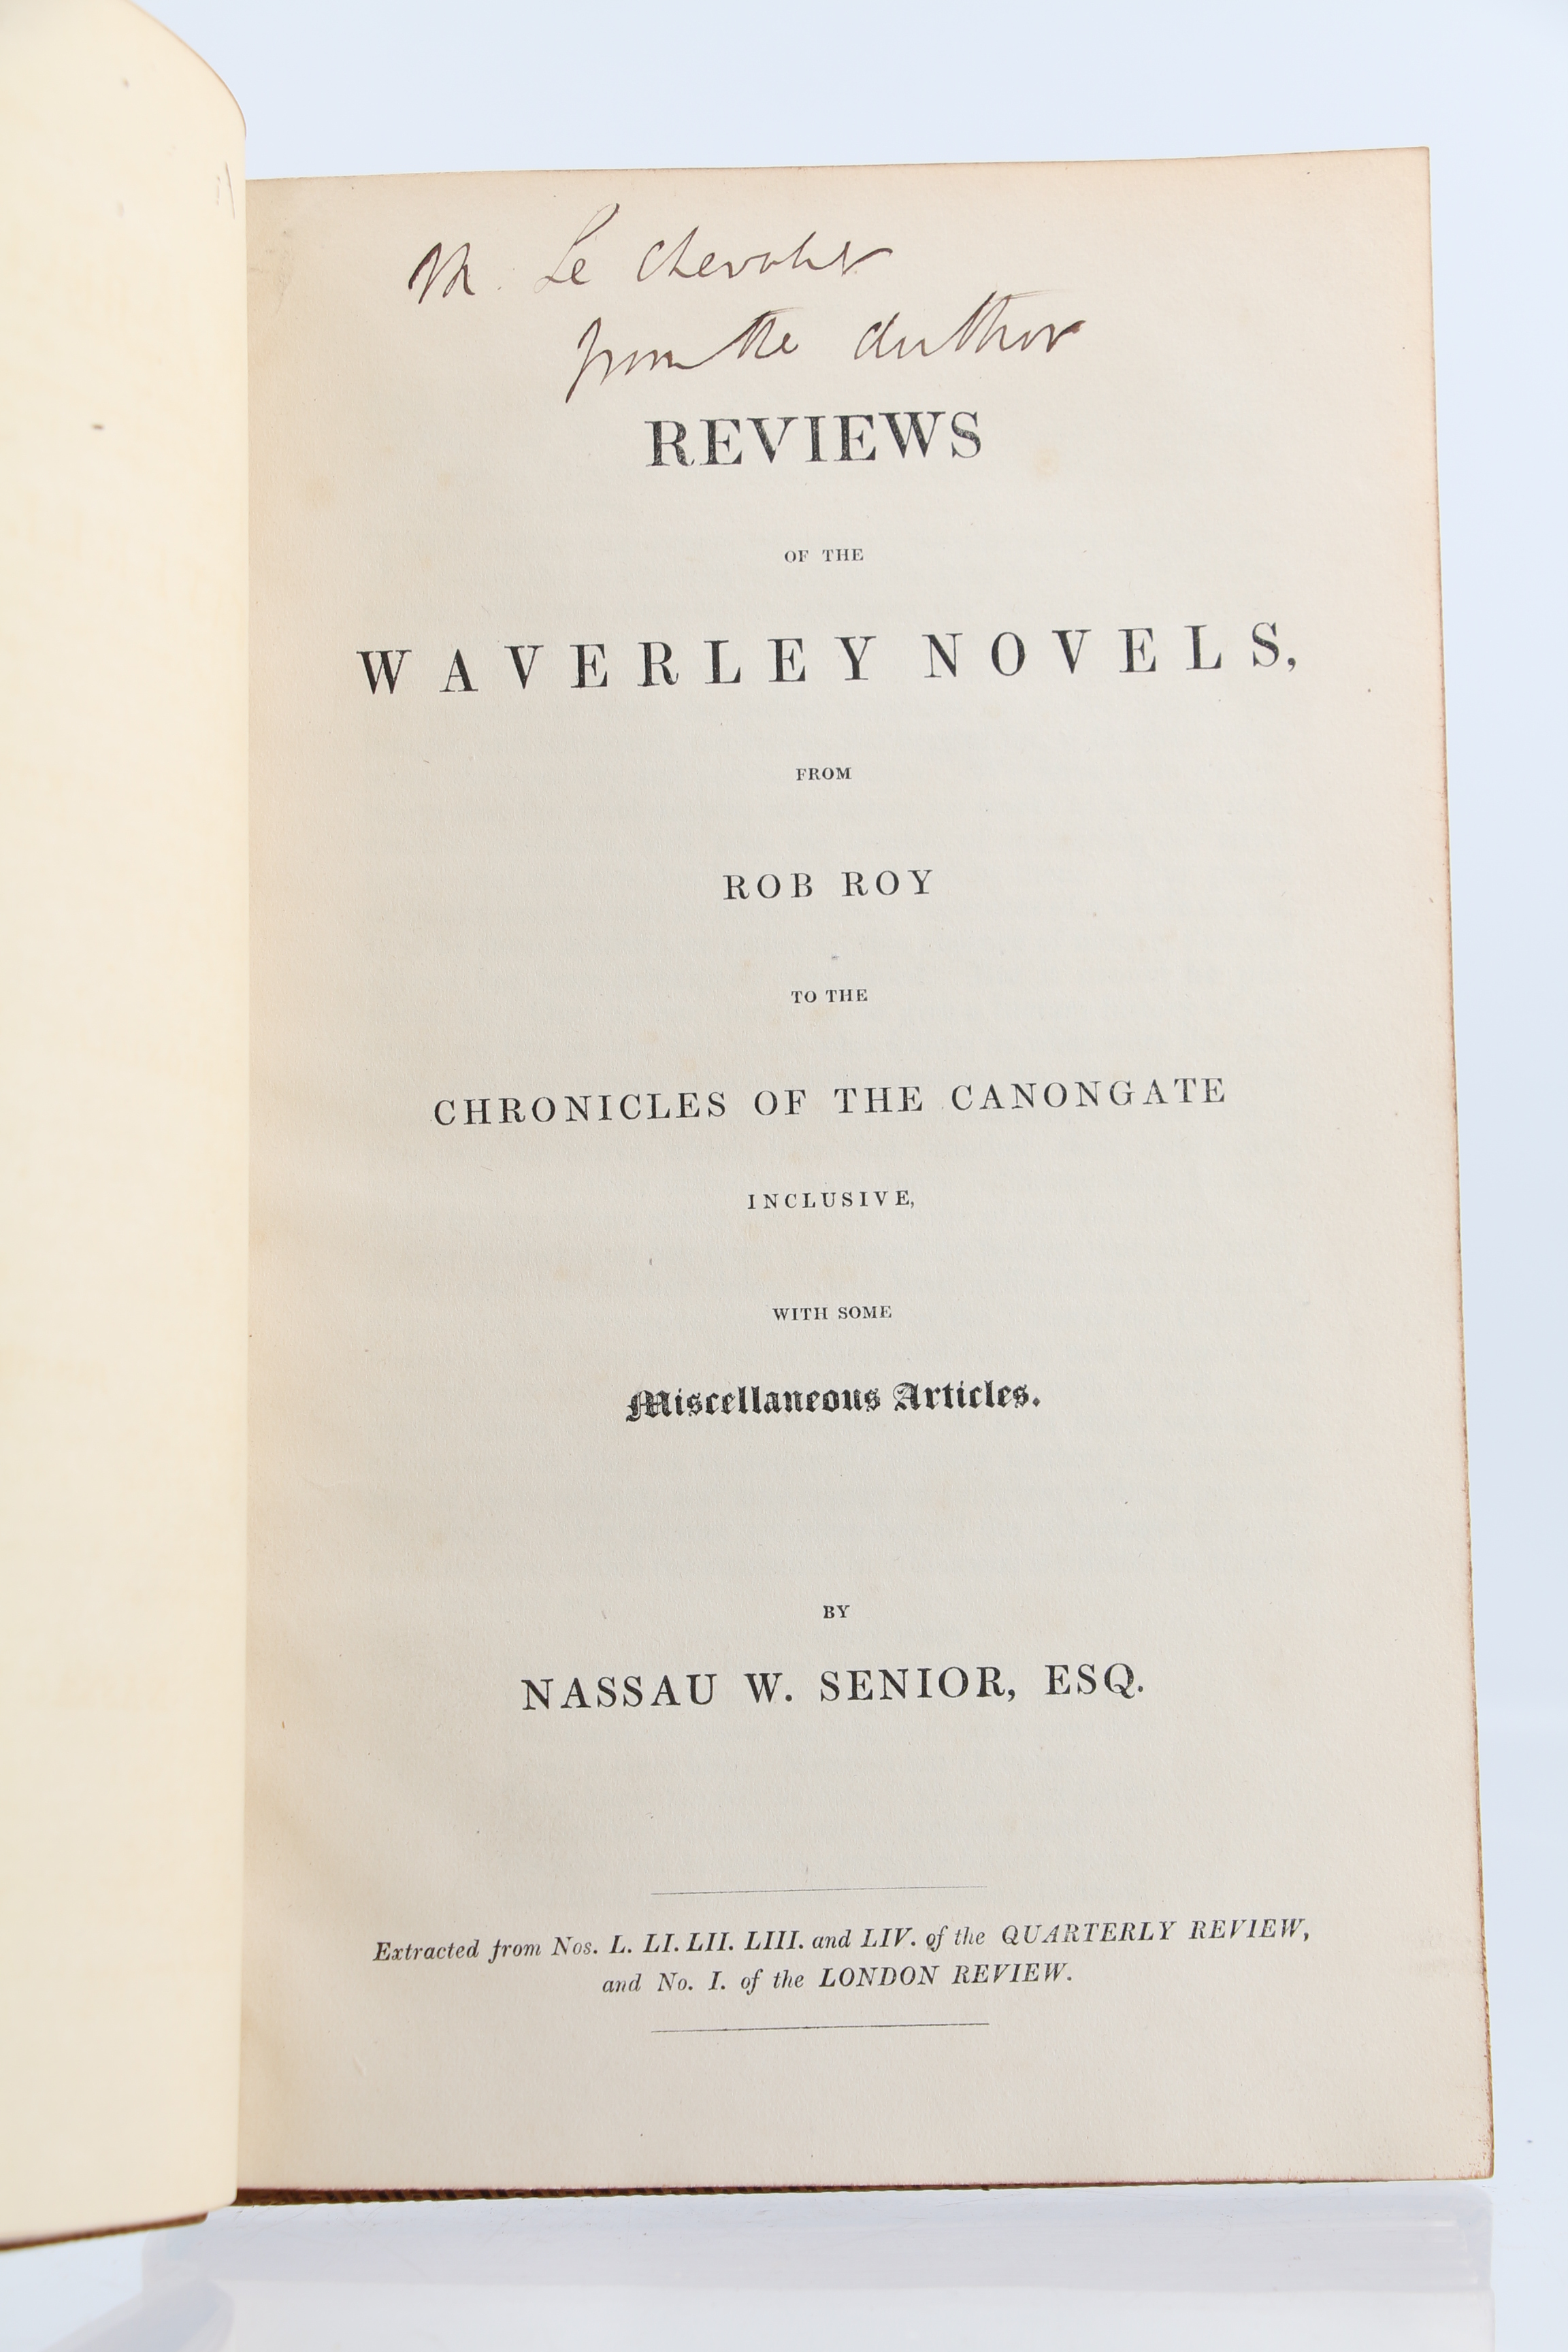 M. Le Chevalier
from the Author
REVIEWS
OF THE
WAVERLEY NOVELS,
FROM
ROB ROY
TO THE
CHRONICLES OF THE CANONGATE
INCLUSIVE,
WITH SOME
Miscellaneous Articles.
BY
NASSAU W. SENIOR, ESQ.
Extracted from Nos. L. LI. LII. LIII. and LIV. of the QUARTERLY REVIEW,
and No. I. of the LONDON REVIEW.